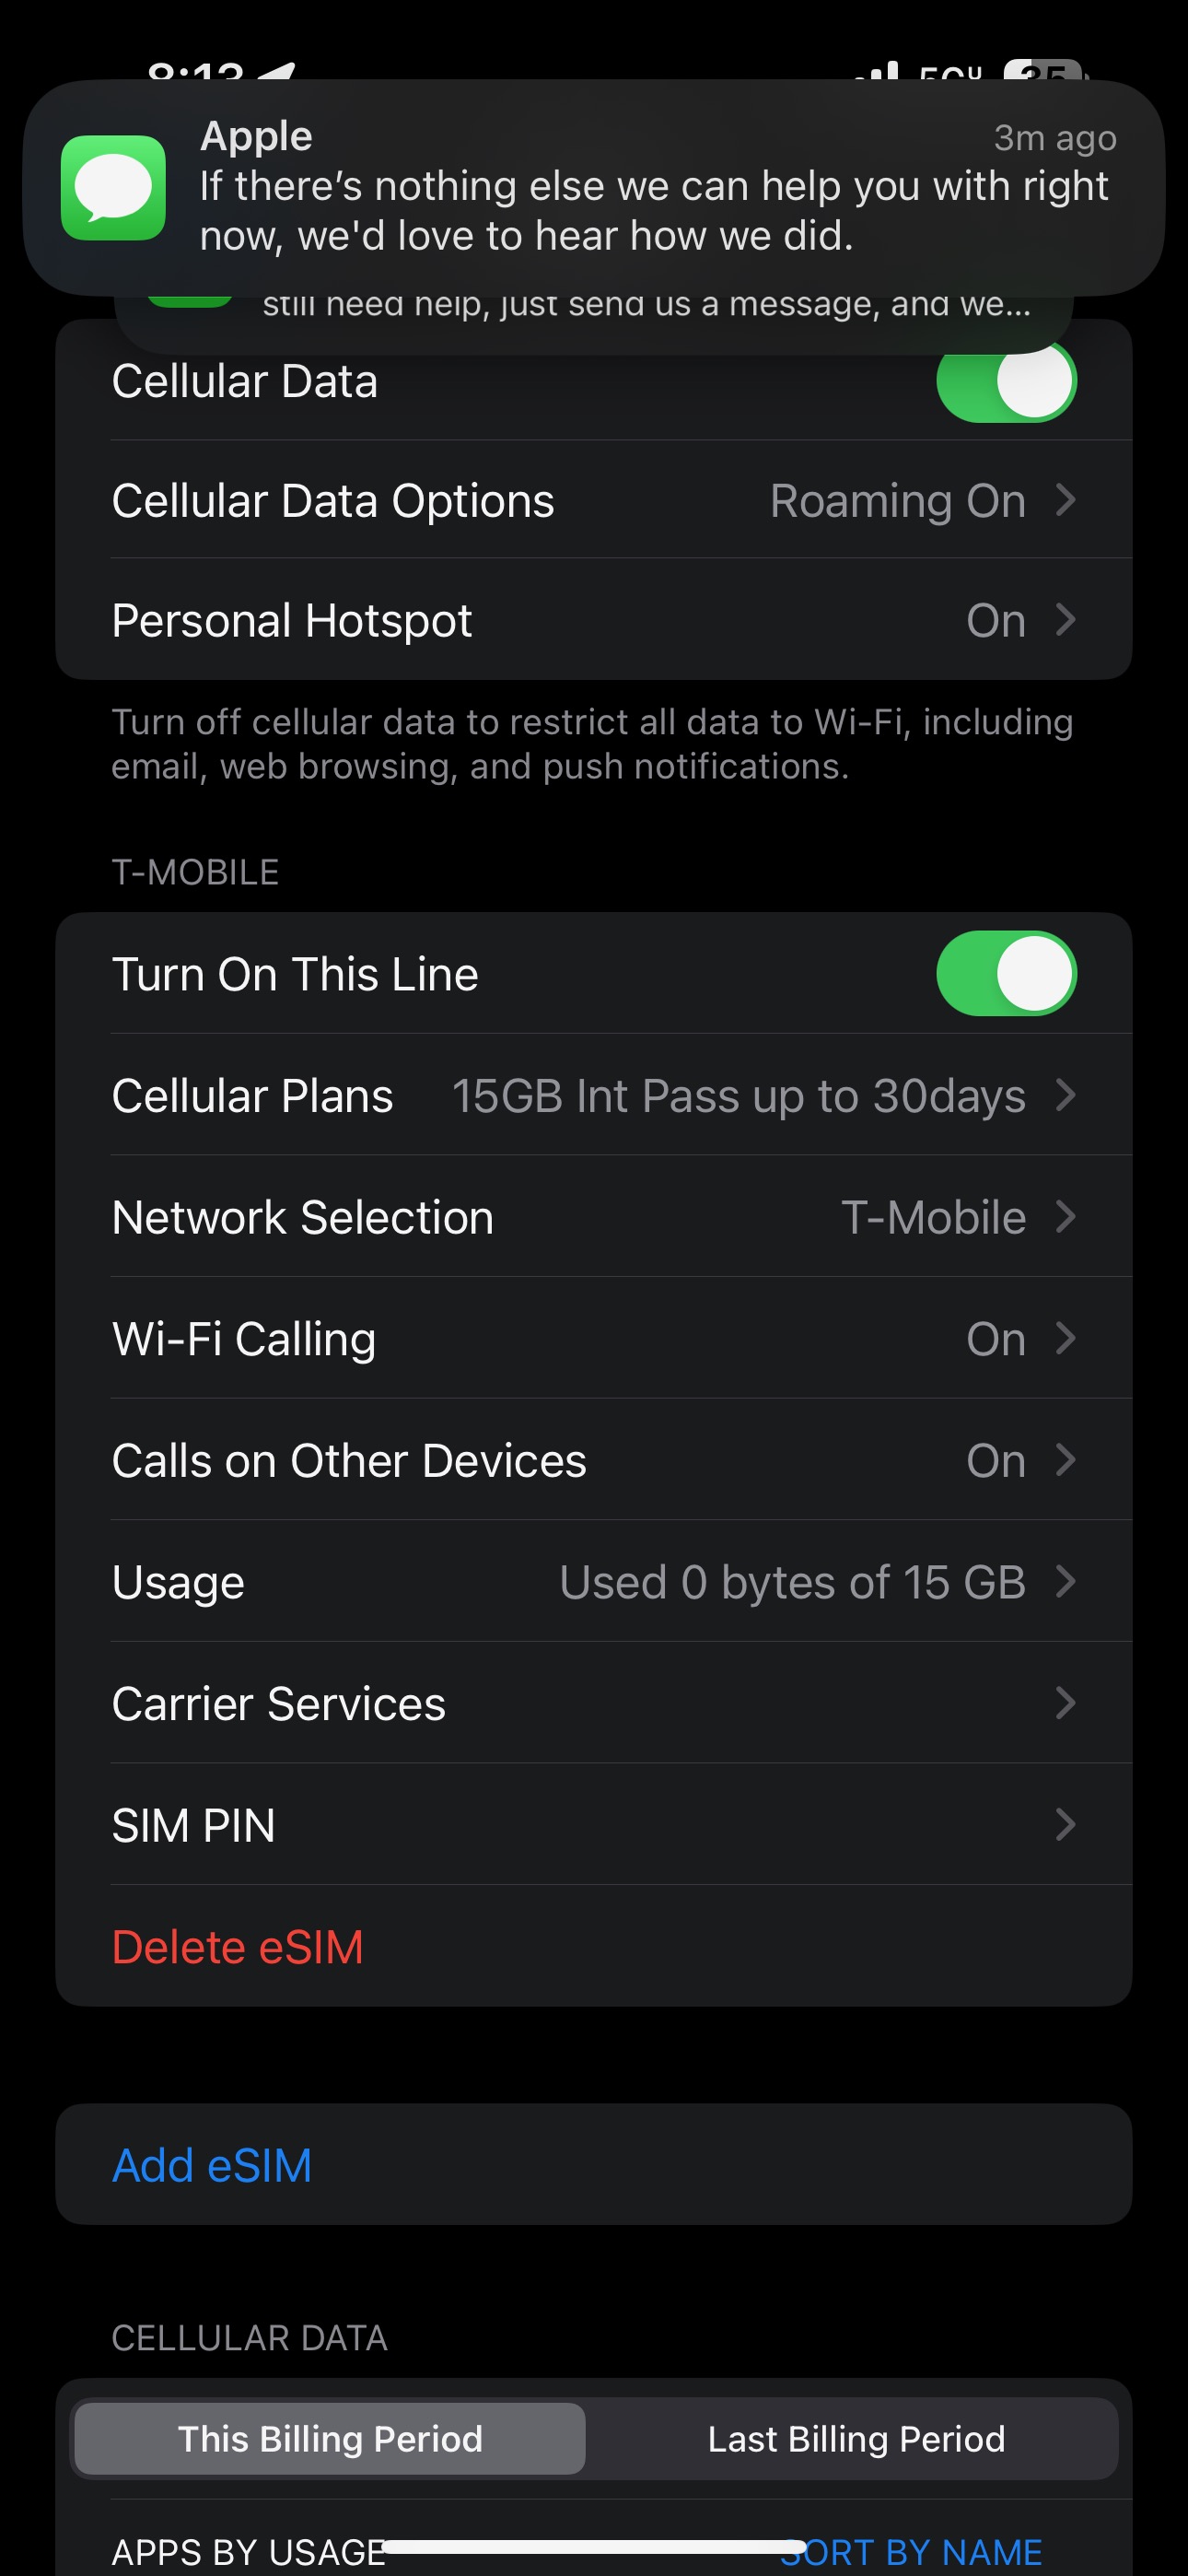 8:13
5G
35
Apple
3m ago
If there's nothing else we can help you with right
now, we'd love to hear how we did.
still need help, just send us a message, and we...
Cellular Data
Cellular Data Options
Roaming On
Personal Hotspot
On
Turn off cellular data to restrict all data to Wi-Fi, including
email, web browsing, and push notifications.
T-MOBILE
Turn On This Line
Cellular Plans
15GB Int Pass up to 30days
Network Selection
T-Mobile
Wi-Fi Calling
On
Calls on Other Devices
On
Usage
Used 0 bytes of 15 GB
Carrier Services
SIM PIN
Delete eSIM
Add eSIM
CELLULAR DATA
This Billing Period
Last Billing Period
APPS BY USAGE
SORT BY NAME